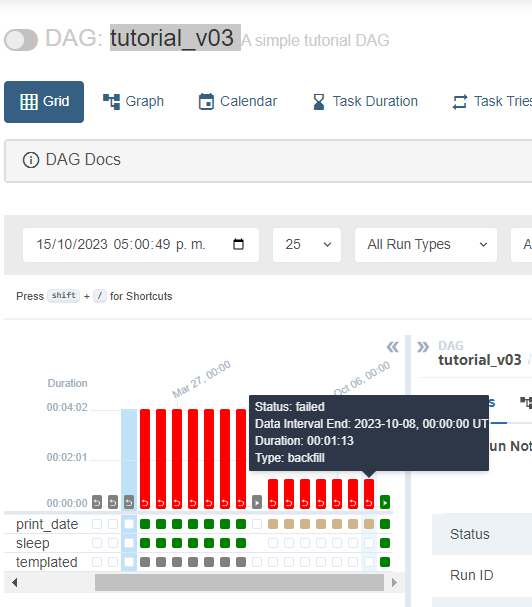 DAG: tutorial_v03 A simple tutorial DAG
Grid Graph Calendar Task Duration Task Tries
DAG Docs
15/10/2023 05:00:49 p. m. 25 All Run Types A
Press shift + / for Shortcuts
DAG
tutorial_v03 /
Mar 27, 00:00
Oct 06, 00:00
Duration
00:04:02
00:02:01
00:00:00
Status: failed
Data Interval End: 2023-10-08, 00:00:00 UT
Duration: 00:01:13
Type: backfill
s
un Not
print_date
sleep
templated
Status
Run ID